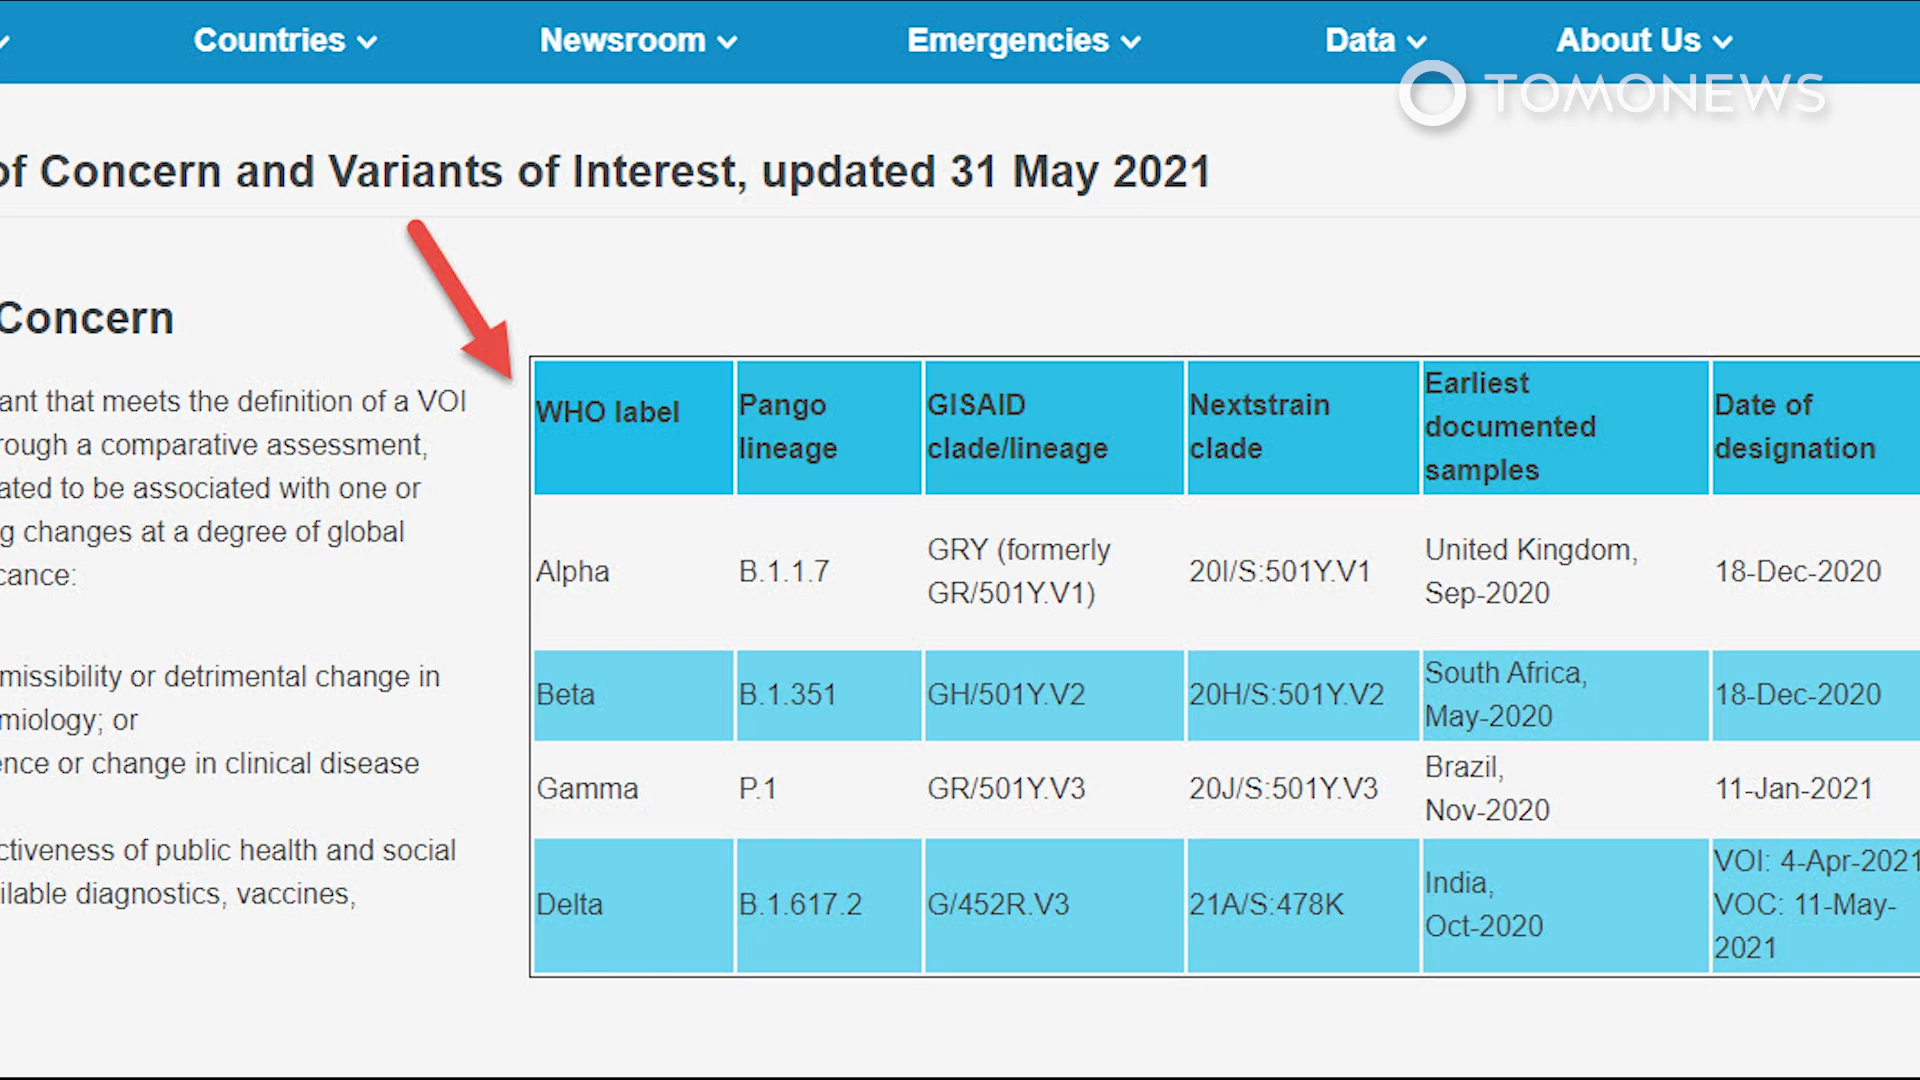 Countries
Newsroom
Emergencies
Data
About Us
TOMONEWS
of Concern and Variants of Interest, updated 31 May 2021
Concern
ant that meets the definition of a VOI
rough a comparative assessment,
ated to be associated with one or
g changes at a degree of global
cance:
missibility or detrimental change in
miology; or
ence or change in clinical disease
ctiveness of public health and social
ilable diagnostics, vaccines,
WHO label
Pango
lineage
GISAID
clade/lineage
Nextstrain
clade
Earliest
documented
samples
Date of
designation
Alpha
B.1.1.7
GRY (formerly
GR/501Y.V1)
20I/S:501Y.V1
United Kingdom,
Sep-2020
18-Dec-2020
Beta
B.1.351
GH/501Y.V2
20H/S:501Y.V2
South Africa,
May-2020
18-Dec-2020
Gamma
P.1
GR/501Y.V3
20J/S:501Y.V3
Brazil,
Nov-2020
11-Jan-2021
Delta
B.1.617.2
G/452R.V3
21A/S:478K
India,
Oct-2020
VOI: 4-Apr-2021
VOC: 11-May-
2021